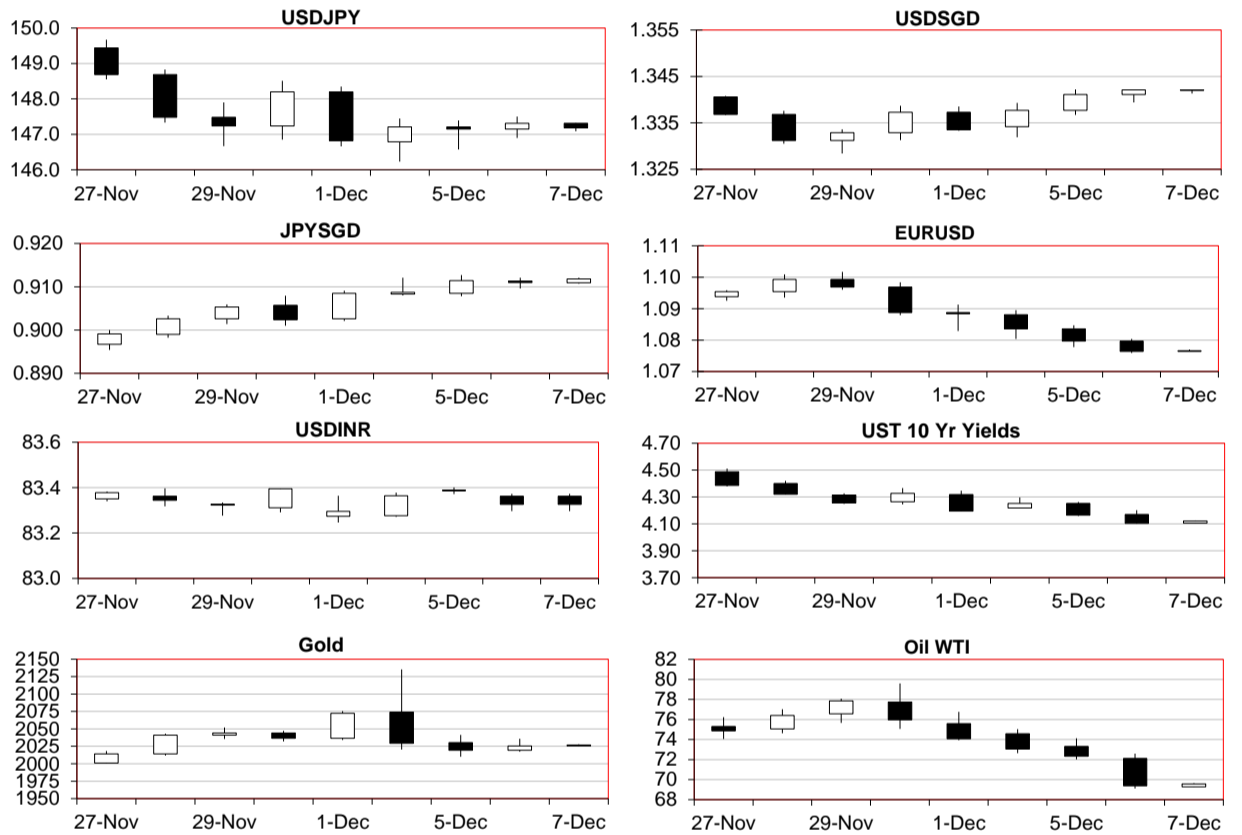 USDJPY
150.0
149.0
148.0
147.0
146.0
27-Nov 29-Nov 1-Dec 5-Dec 7-Dec
USDSGD
1.355
1.345
1.335
1.325
27-Nov 29-Nov 1-Dec 5-Dec 7-Dec
JPYSGD
0.920
0.910
0.900
0.890
27-Nov 29-Nov 1-Dec 5-Dec 7-Dec
EURUSD
1.11
1.10
1.09
1.08
1.07
27-Nov 29-Nov 1-Dec 5-Dec 7-Dec
USDINR
83.6
83.4
83.2
83.0
27-Nov 29-Nov 1-Dec 5-Dec 7-Dec
UST 10 Yr Yields
4.70
4.50
4.30
4.10
3.90
3.70
27-Nov 29-Nov 1-Dec 5-Dec 7-Dec
Gold
2150
2125
2100
2075
2050
2025
2000
1975
1950
27-Nov 29-Nov 1-Dec 5-Dec 7-Dec
Oil WTI
82
80
78
76
74
72
70
68
27-Nov 29-Nov 1-Dec 5-Dec 7-Dec